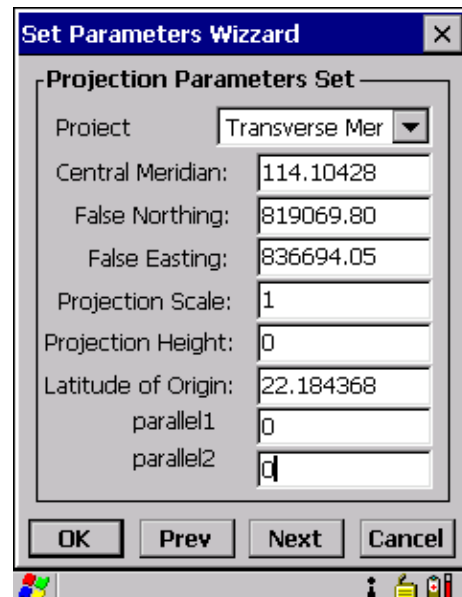 Set Parameters Wizzard
Projection Parameters Set
Proiect Transverse Mer
Central Meridian: 114.10428
False Northing: 819069.80
False Easting: 836694.05
Projection Scale: 1
Projection Height: 0
Latitude of Origin: 22.184368
parallel1 0
parallel2 0
OK Prev Next Cancel